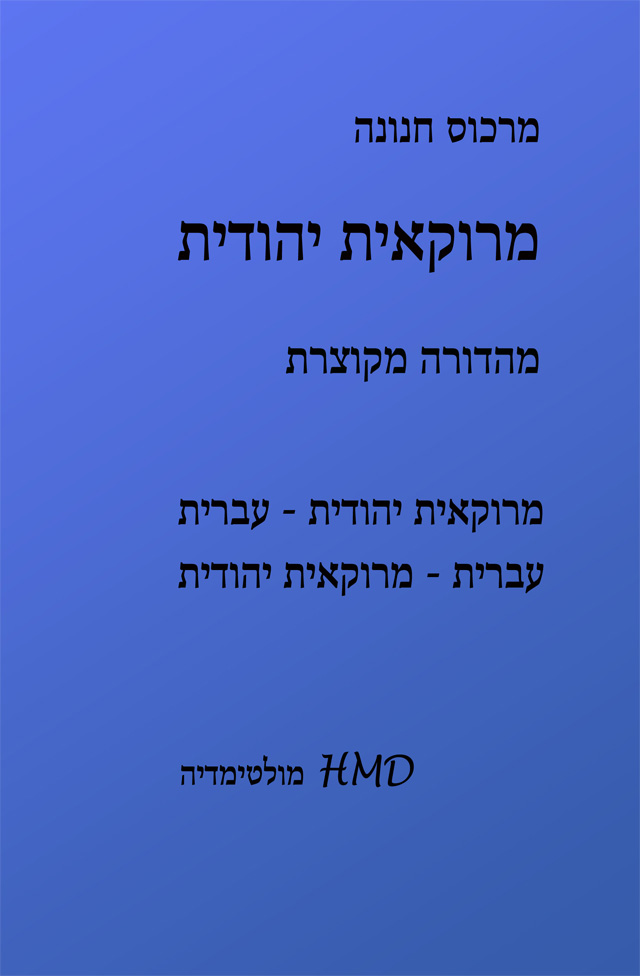 מרכוס חנונה
מרוקאית יהודית
מהדורה מקוצרת
מרוקאית יהודית - עברית
עברית - מרוקאית יהודית
HMD מולטימדיה